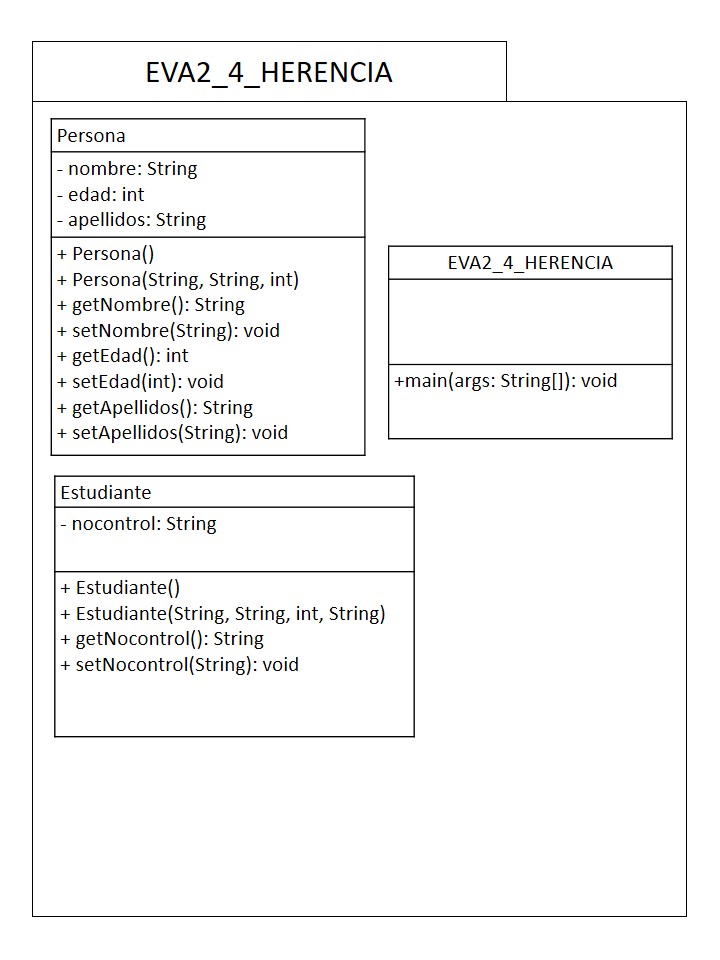 EVA2_4_HERENCIA
Persona
- nombre: String
- edad: int
- apellidos: String
+ Persona()
+ Persona(String, String, int)
+ getNombre(): String
+ setNombre(String): void
+ getEdad(): int
+ setEdad(int): void
+ getApellidos(): String
+ setApellidos(String): void
EVA2_4_HERENCIA
+main(args: String[]): void
Estudiante
- nocontrol: String
+ Estudiante()
+ Estudiante(String, String, int, String)
+ getNocontrol(): String
+ setNocontrol(String): void